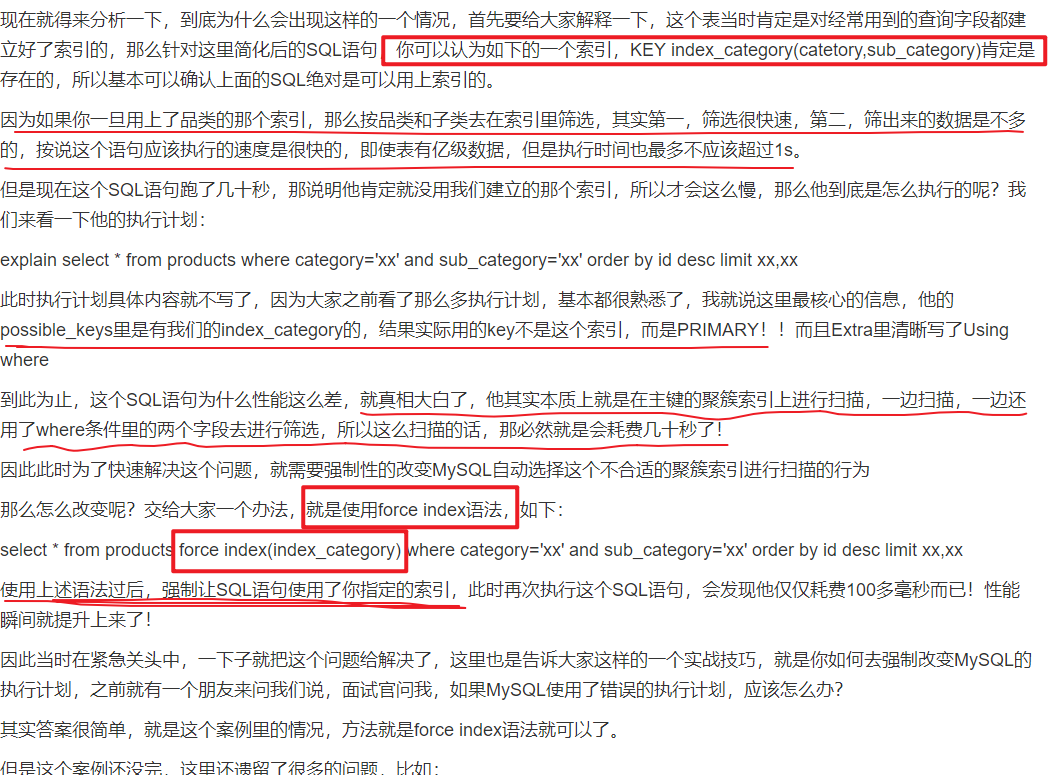 现在就得来分析一下，到底为什么会出现这样的一个情况，首先要给大家解释一下，这个表当时肯定是对经常用到的查询字段都建
立好了索引的，那么针对这里简化后的SQL语句，你可以认为如下的一个索引，KEY index_category(catetory,sub_category)肯定是
存在的，所以基本可以确认上面的SQL绝对是可以用上索引的。
因为如果你一旦用上了品类的那个索引，那么按品类和子类去在索引里筛选，其实第一，筛选很快速，第二，筛出来的数据是不多
的，按说这个语句应该执行的速度是很快的，即使表有亿级数据，但是执行时间也最多不应该超过1s。
但是现在这个SQL语句跑了几十秒，那说明他肯定就没用我们建立的那个索引，所以才会这么慢，那么他到底是怎么执行的呢？我
们来看一下他的执行计划：
explain select * from products where category='xx' and sub_category='xx' order by id desc limit xx,xx
此时执行计划具体内容就不写了，因为大家之前看了那么多执行计划，基本都很熟悉了，我就说这里最核心的信息，他的
possible_keys里是有我们的index_category的，结果实际用的key不是这个索引，而是PRIMARY！！而且Extra里清晰写了Using
where
到此为止，这个SQL语句为什么性能这么差，就真相大白了，他其实本质上就是在主键的聚簇索引上进行扫描，一边扫描，一边还
用了where条件里的两个字段去进行筛选，所以这么扫描的话，那必然就是会耗费几十秒了！
因此此时为了快速解决这个问题，就需要强制性的改变MySQL自动选择这个不合适的聚簇索引进行扫描的行为
那么怎么改变呢？交给大家一个办法，就是使用force index语法，如下：
select * from products force index(index_category) where category='xx' and sub_category='xx' order by id desc limit xx,xx
使用上述语法过后，强制让SQL语句使用了你指定的索引，此时再次执行这个SQL语句，会发现他仅仅耗费100多毫秒而已！性能
瞬间就提升上来了！
因此当时在紧急关头中，一下子就把这个问题给解决了，这里也是告诉大家这样的一个实战技巧，就是你如何去强制改变MySQL的
执行计划，之前就有一个朋友来问我们说，面试官问我，如果MySQL使用了错误的执行计划，应该怎么办？
其实答案很简单，就是这个案例里的情况，方法就是force index语法就可以了。
但是这个案例还没完，这里还遗留了很多的问题，比如：